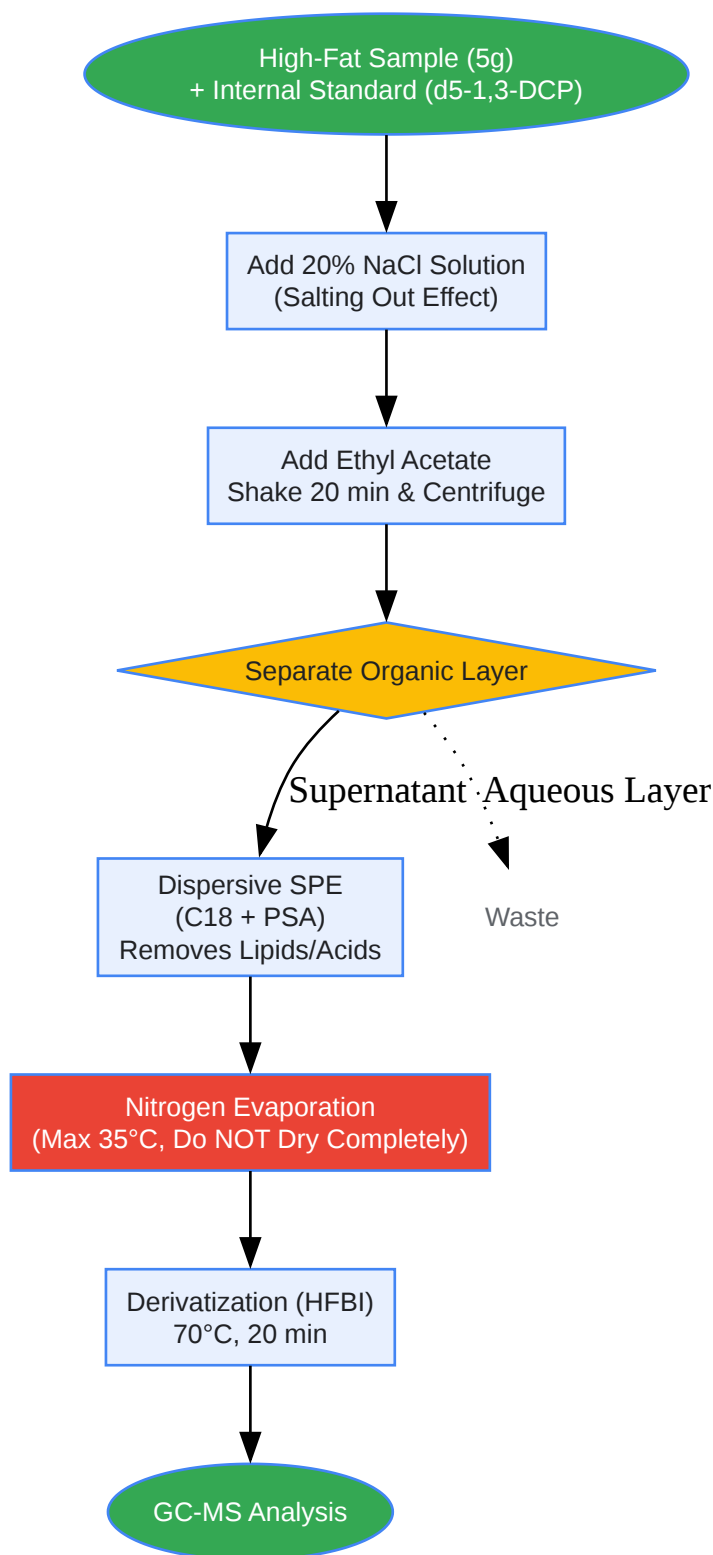 High-Fat Sample (5g)
+ Internal Standard (d5-1,3-DCP)
Add 20% NaCl Solution
(Salting Out Effect)
Add Ethyl Acetate
Shake 20 min & Centrifuge
Separate Organic Layer
Supernatant
Aqueous Layer
Dispersive SPE
(C18 + PSA)
Removes Lipids/Acids
Waste
Nitrogen Evaporation
(Max 35°C, Do NOT Dry Completely)
Derivatization (HFBI)
70°C, 20 min
GC-MS Analysis